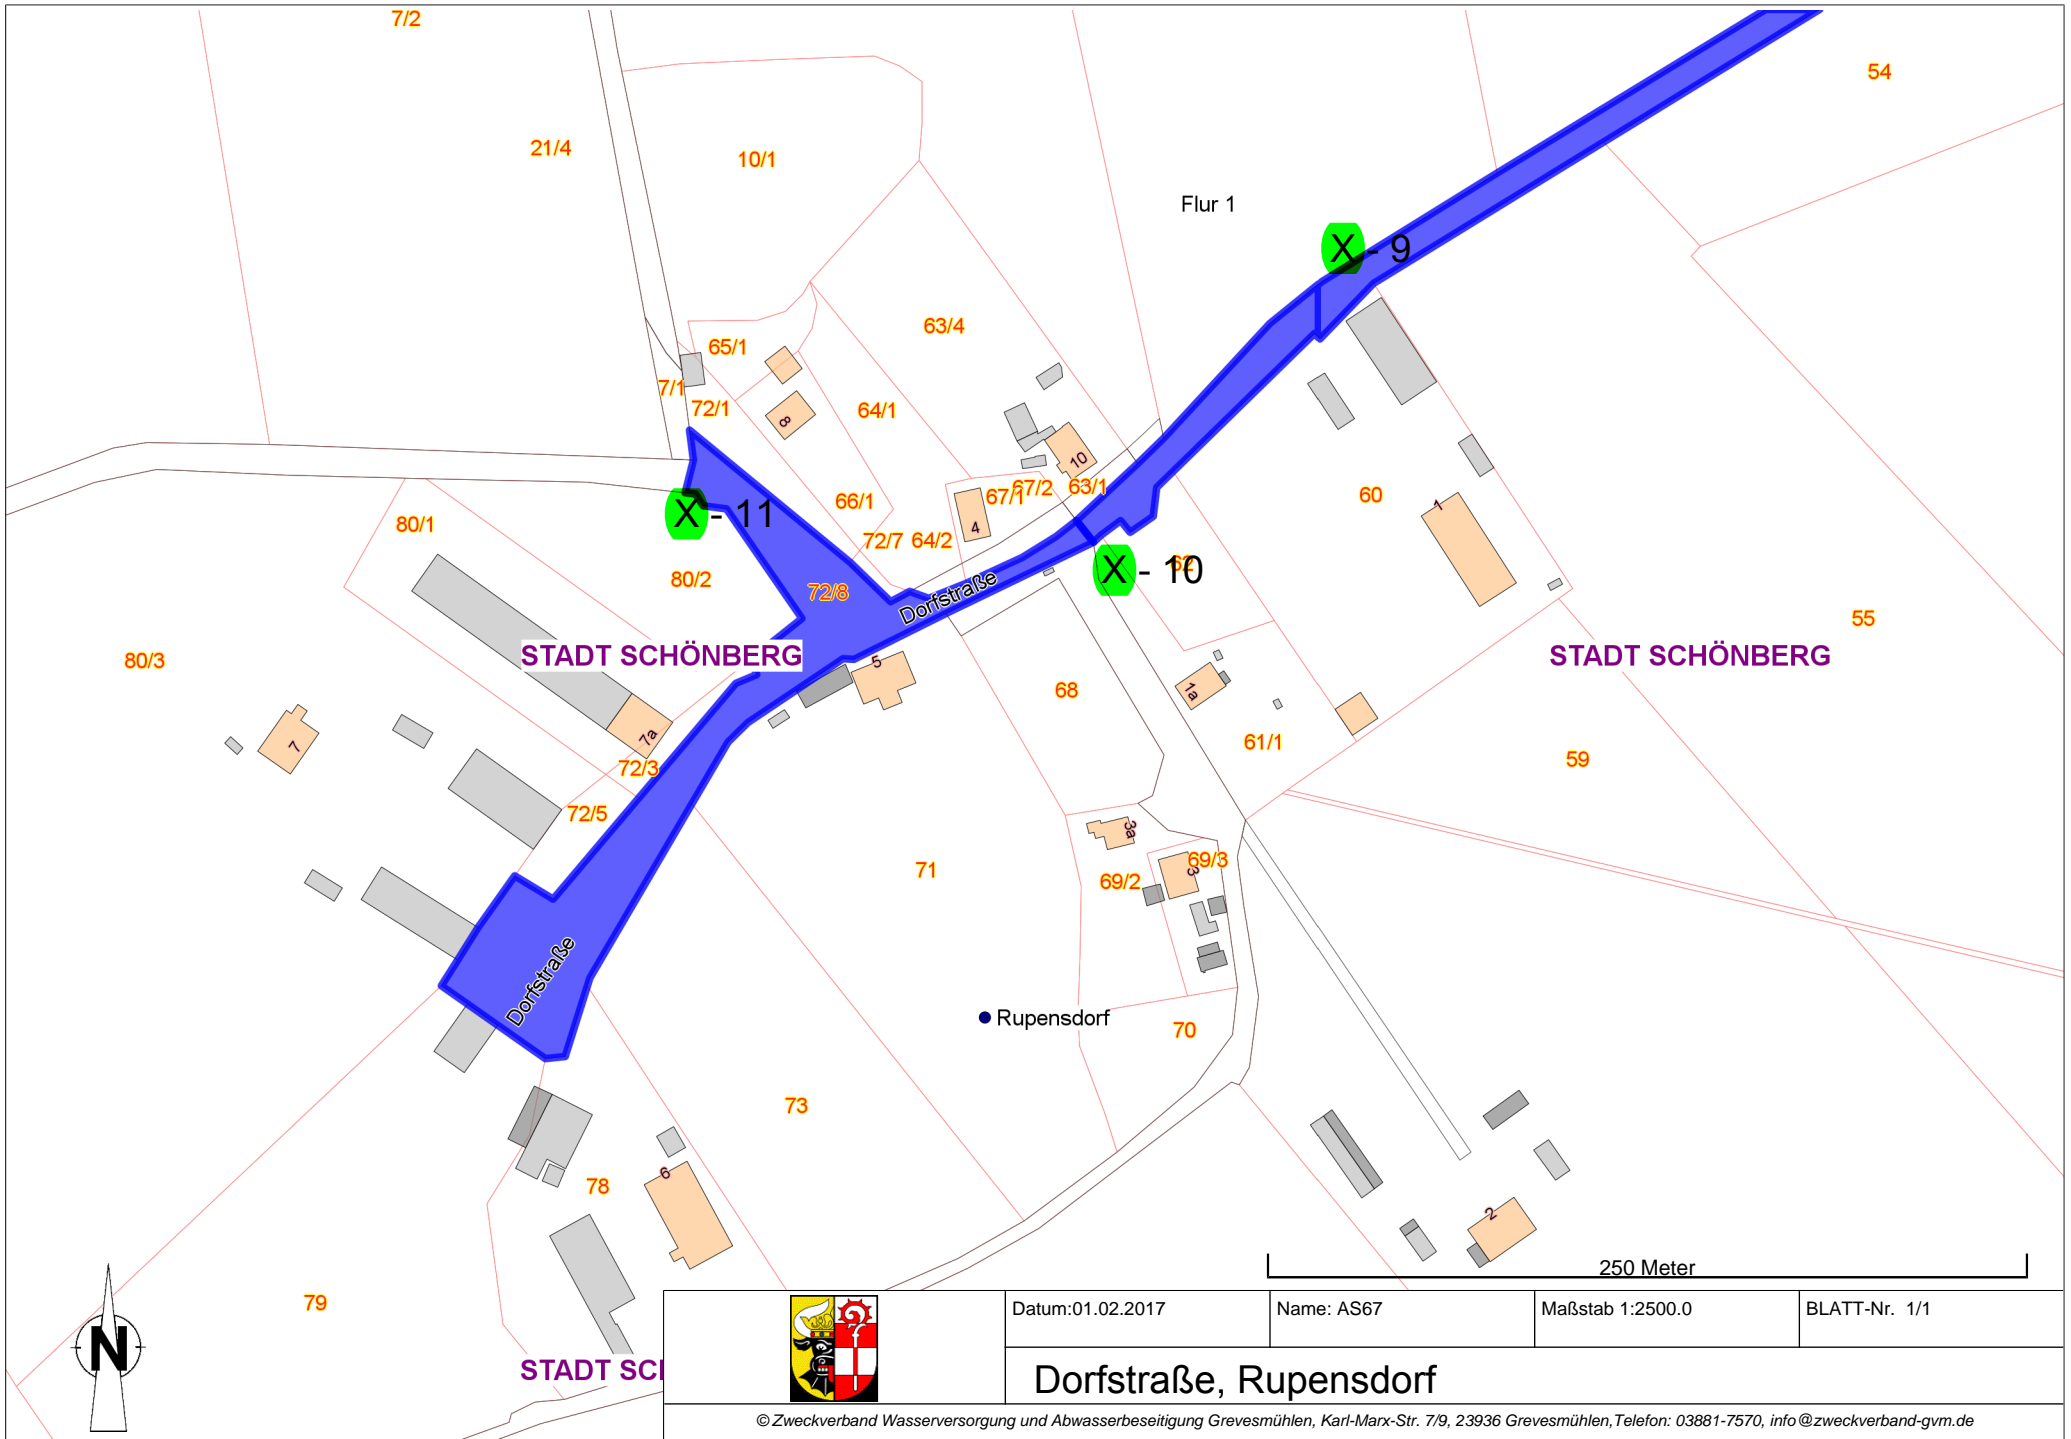 7/2
54
21/4
10/1
Flur 1
X - 9
63/4
65/1
7/1
72/1
64/1
8
10
66/1
67/1
67/2
63/1
60
1
80/1
X - 11
4
72/7
64/2
X - 10
62
80/2
72/8
Dorfstraße
55
80/3
STADT SCHÖNBERG
STADT SCHÖNBERG
5
68
1a
7
7a
61/1
72/3
59
72/5
3a
71
69/3
69/2
3
Dorfstraße
Rupensdorf
70
73
6
78
2
250 Meter
79
N
STADT SCH
Datum:01.02.2017
Name: AS67
Maßstab 1:2500.0
BLATT-Nr. 1/1
Dorfstraße, Rupensdorf
© Zweckverband Wasserversorgung und Abwasserbeseitigung Grevesmühlen, Karl-Marx-Str. 7/9, 23936 Grevesmühlen,Telefon: 03881-7570, info@zweckverband-gvm.de